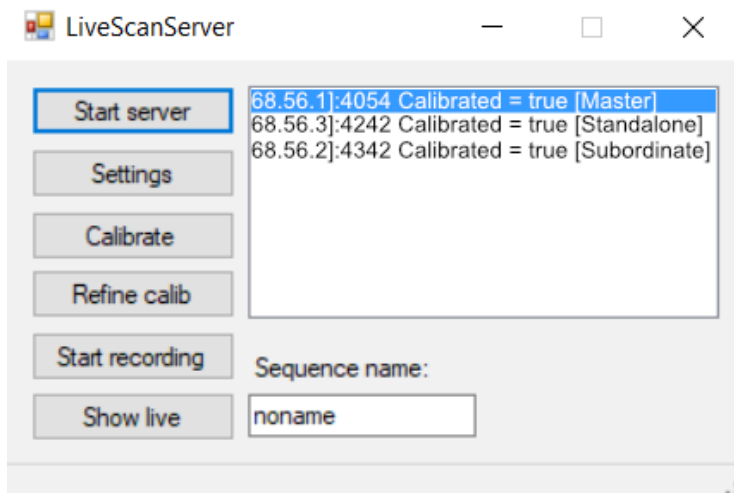 LiveScanServer
Start server
Settings
Calibrate
Refine calib
Start recording
Show live
68.56.1]:4054 Calibrated = true [Master]
68.56.3]:4242 Calibrated = true [Standalone]
68.56.2]:4342 Calibrated = true [Subordinate]
Sequence name:
noname